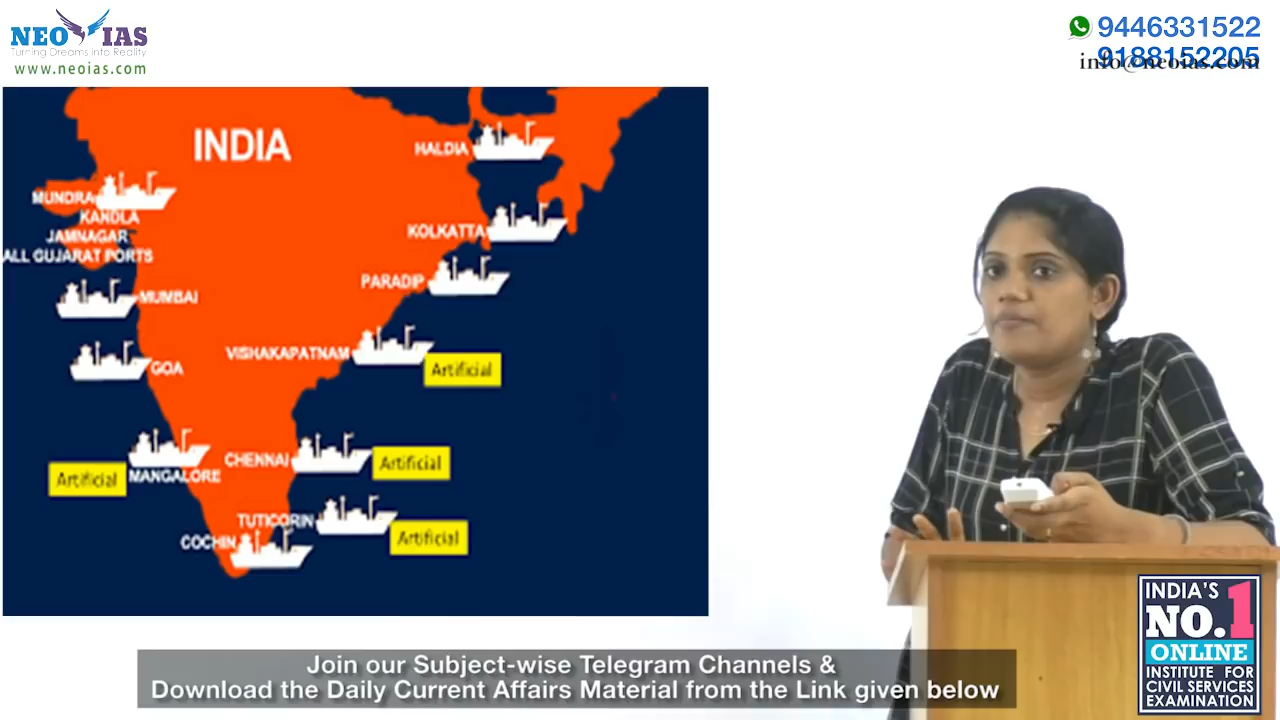 NEO IAS
Turning Dreams into Reality
www.neoias.com
9446331522
9188152205
info@neoias.com
INDIA
HALDIA
MUNDRA
KANDLA
JAMNAGAR
ALL GUJARAT PORTS
KOLKATTA
PARADIP
MUMBAI
VISHAKAPATNAM
Artificial
GOA
CHENNAI
Artificial
Artificial
MANGALORE
TUTICORIN
Artificial
COCHIN
INDIA'S
NO.1
ONLINE
INSTITUTE FOR
CIVIL SERVICES
EXAMINATION
Join our Subject-wise Telegram Channels &
Download the Daily Current Affairs Material from the Link given below